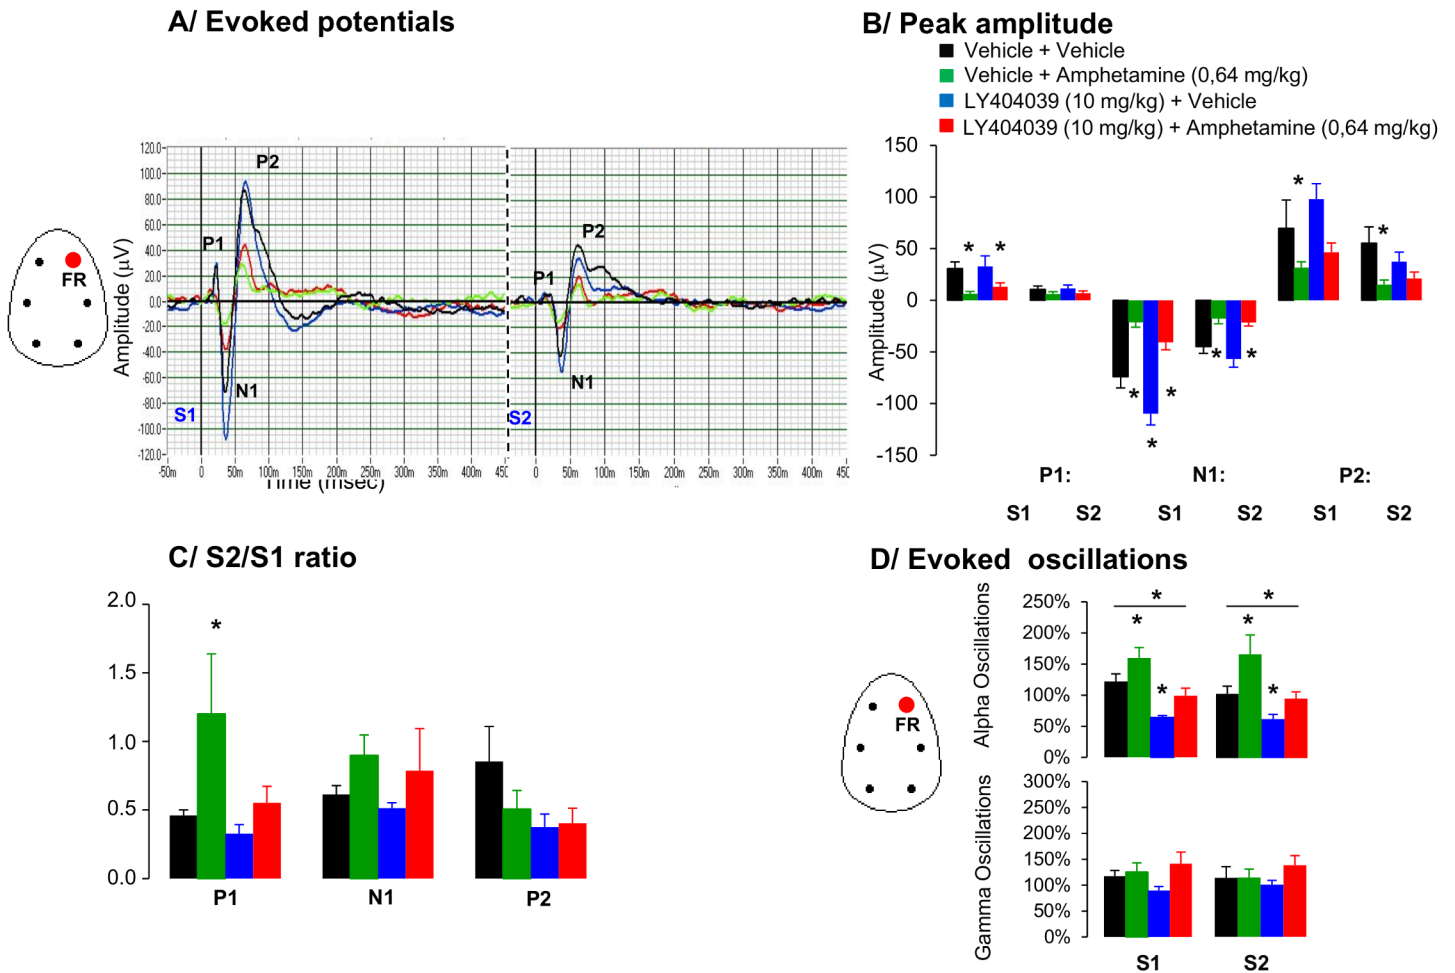 A/ Evoked potentials
B/ Peak amplitude
Vehicle + Vehicle
Vehicle + Amphetamine (0,64 mg/kg)
LY404039 (10 mg/kg) + Vehicle
LY404039 (10 mg/kg) + Amphetamine (0,64 mg/kg)
FR
Amplitude (µV)
120.0
100.0
80.0
60.0
40.0
20.0
0.0
-20.0
-40.0
-60.0
-80.0
-100.0
-120.0
P1
P2
N1
S1
-50m 0 50m 100m 150m 200m 250m 300m 350m 400m 450
Time (msec)
P1
P2
N1
S2
-50m 0 50m 100m 150m 200m 250m 300m 350m 400m 450
Amplitude (µV)
150
100
50
0
-50
-100
-150
* * * * * * * * *
P1: N1: P2:
S1 S2 S1 S2 S1 S2
C/ S2/S1 ratio
2.0
1.5
1.0
0.5
0.0
*
P1 N1 P2
D/ Evoked oscillations
FR
Alpha Oscillations
250%
200%
150%
100%
50%
0%
* *
* *
* *
Gamma Oscillations
300%
250%
200%
150%
100%
50%
0%
S1 S2